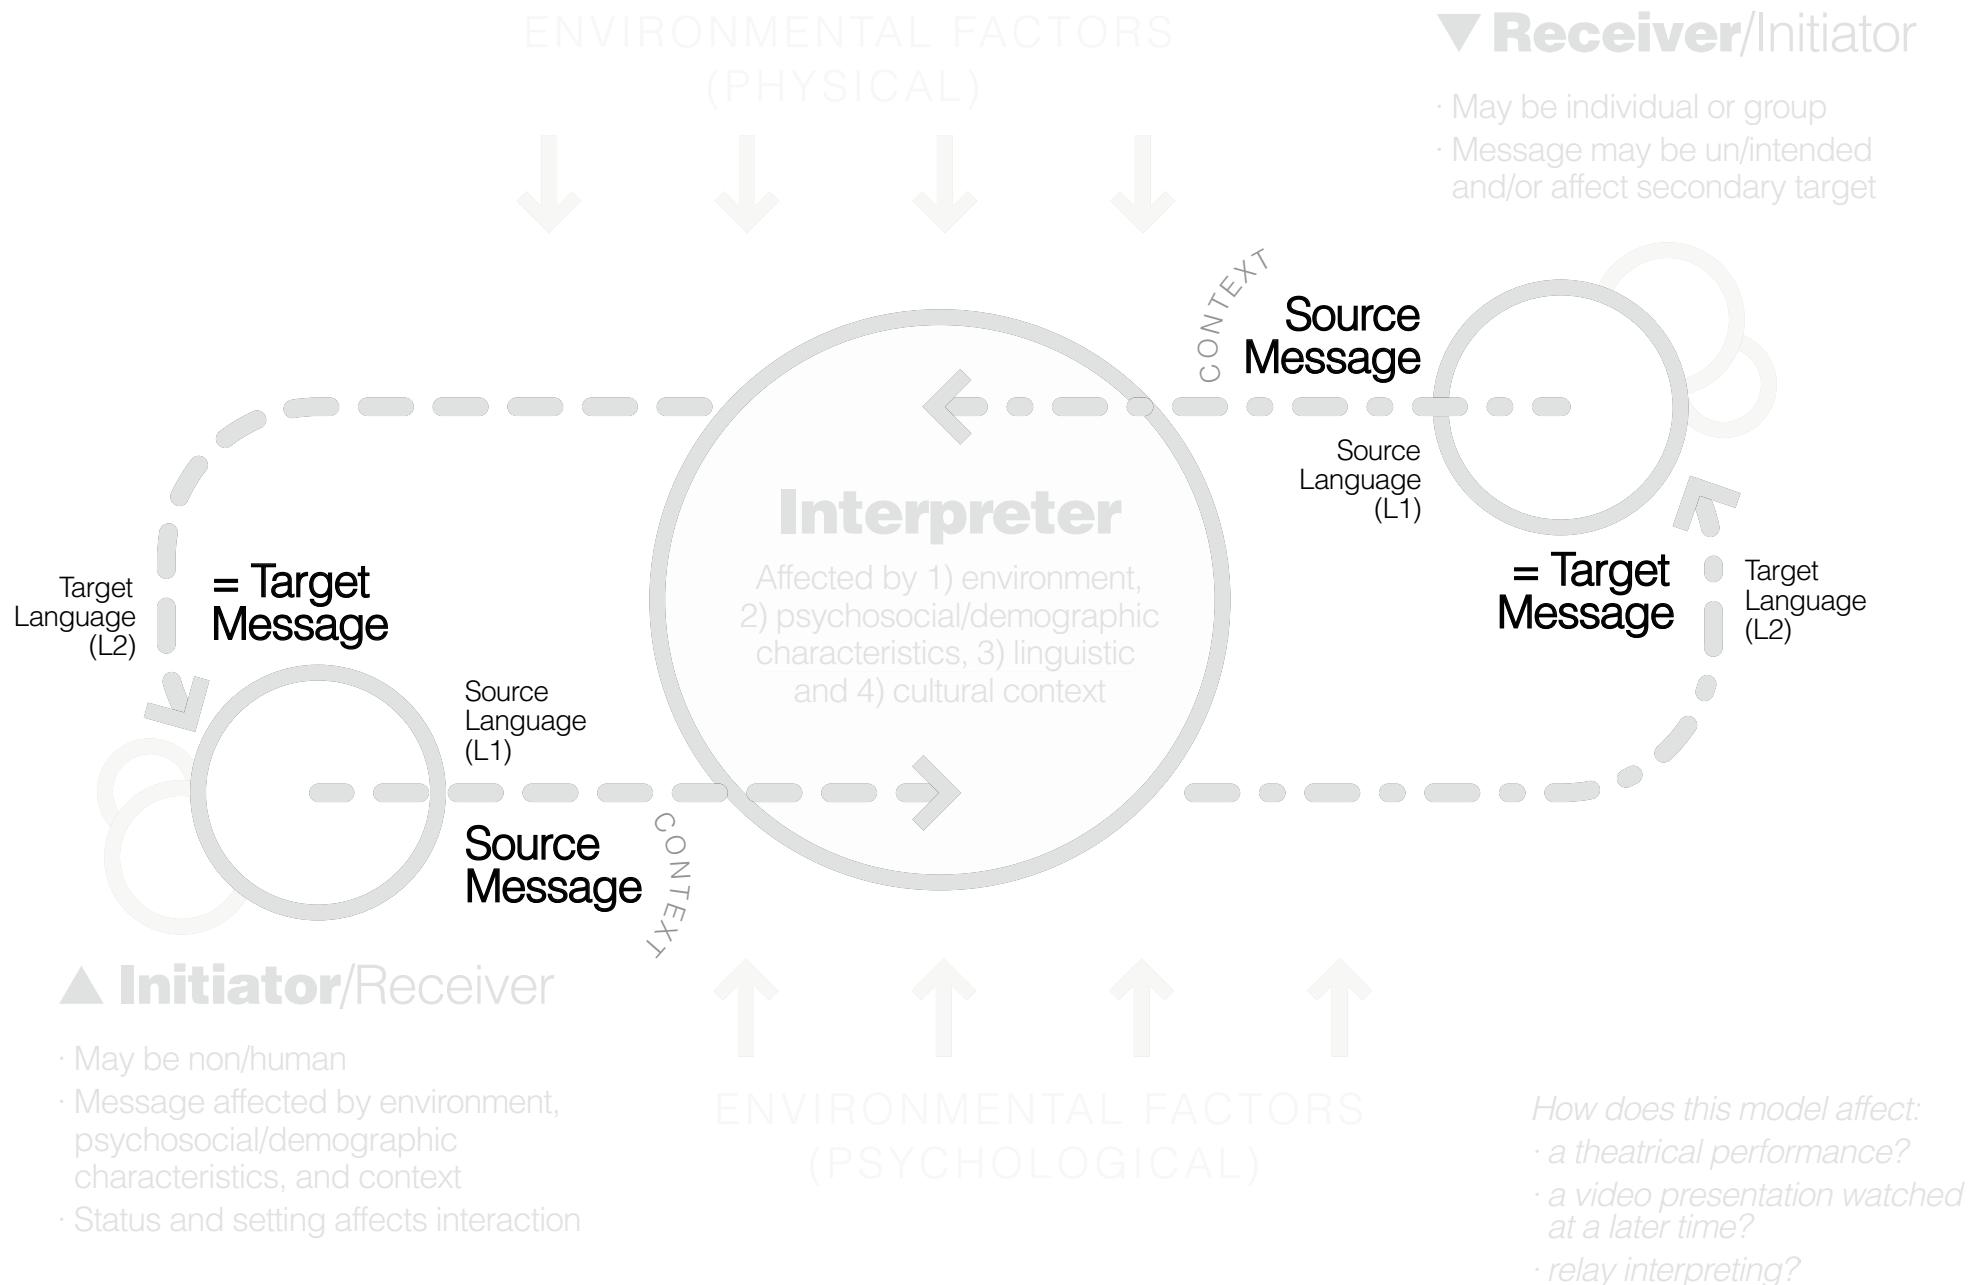 ENVIRONMENTAL FACTORS
(PHYSICAL)
▼ Receiver/Initiator
· May be individual or group
· Message may be un/intended
and/or affect secondary target
CONTEXT
Source
Message
Source
Language
(L1)
Interpreter
Affected by 1) environment,
2) psychosocial/demographic
characteristics, 3) linguistic
and 4) cultural context
Target
Language
(L2)
= Target
Message
= Target
Message
Target
Language
(L2)
Source
Language
(L1)
Source
Message
CONTEXT
▲ Initiator/Receiver
· May be non/human
· Message affected by environment,
psychosocial/demographic
characteristics, and context
· Status and setting affects interaction
ENVIRONMENTAL FACTORS
(PSYCHOLOGICAL)
How does this model affect:
· a theatrical performance?
· a video presentation watched
at a later time?
· relay interpreting?